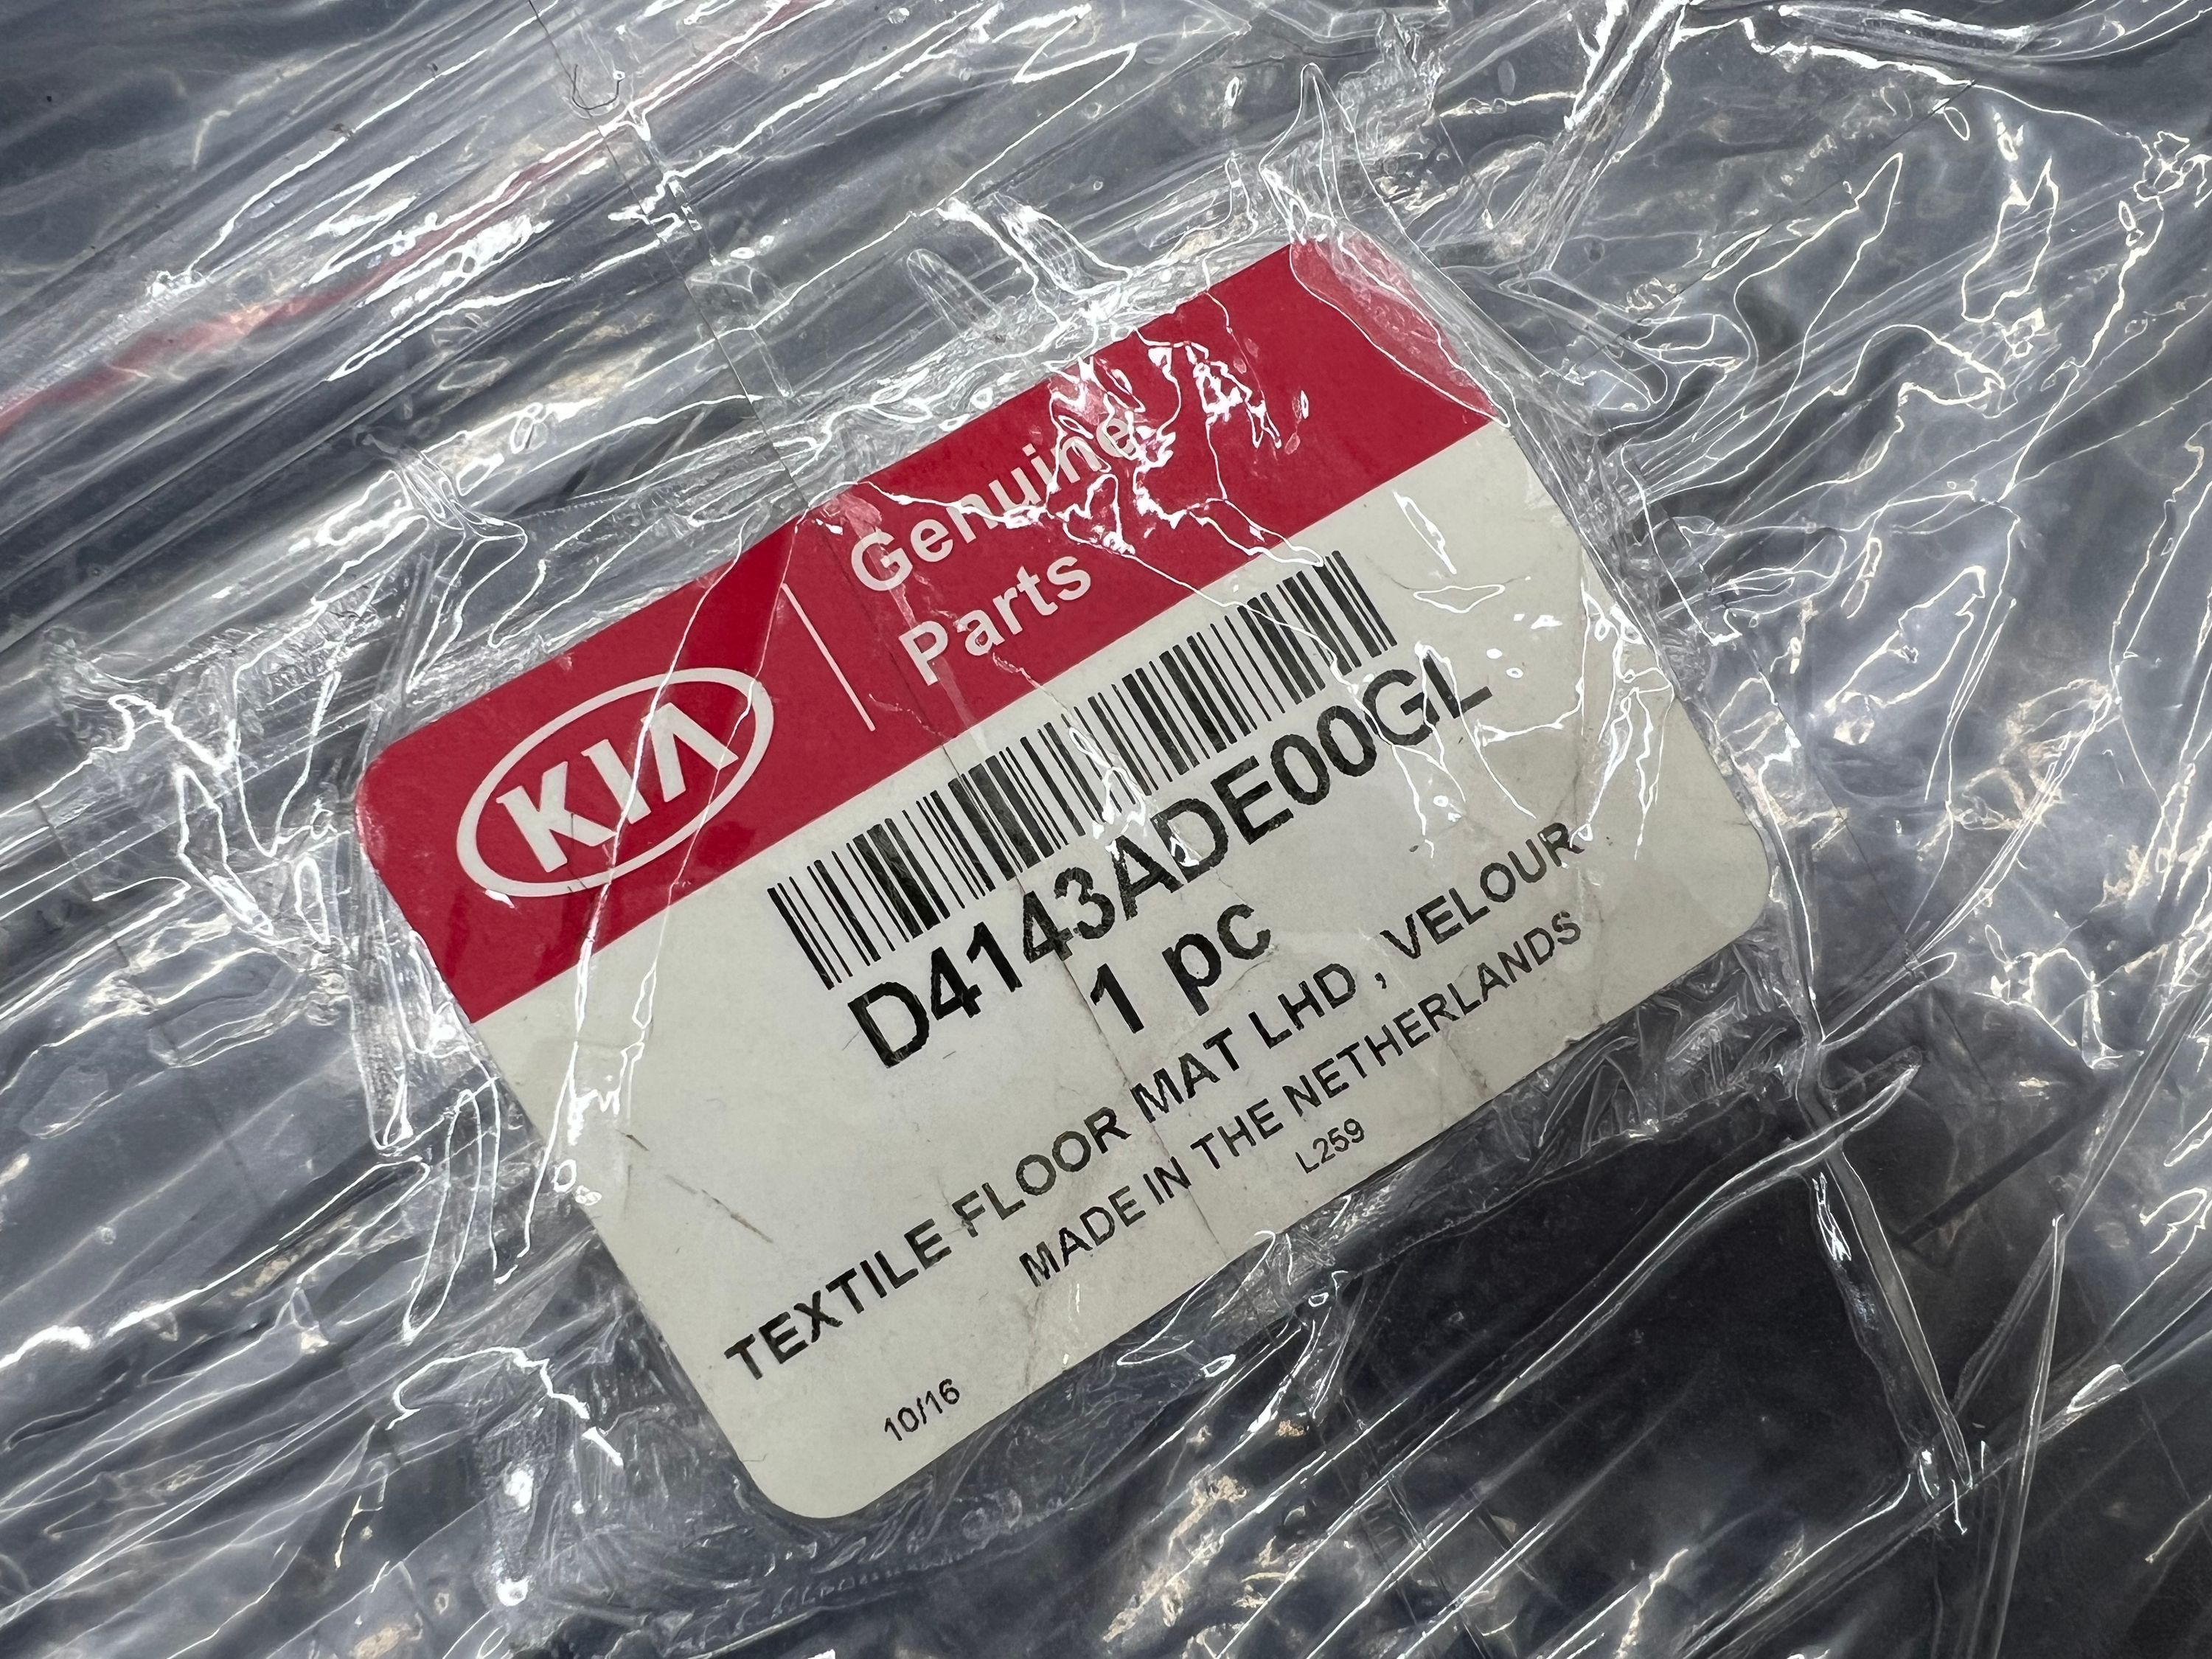 KIA
Genuine
Parts
D4143ADE00GL
1 pc
TEXTILE FLOOR MAT LHD , VELOUR
MADE IN THE NETHERLANDS
10/16
L259